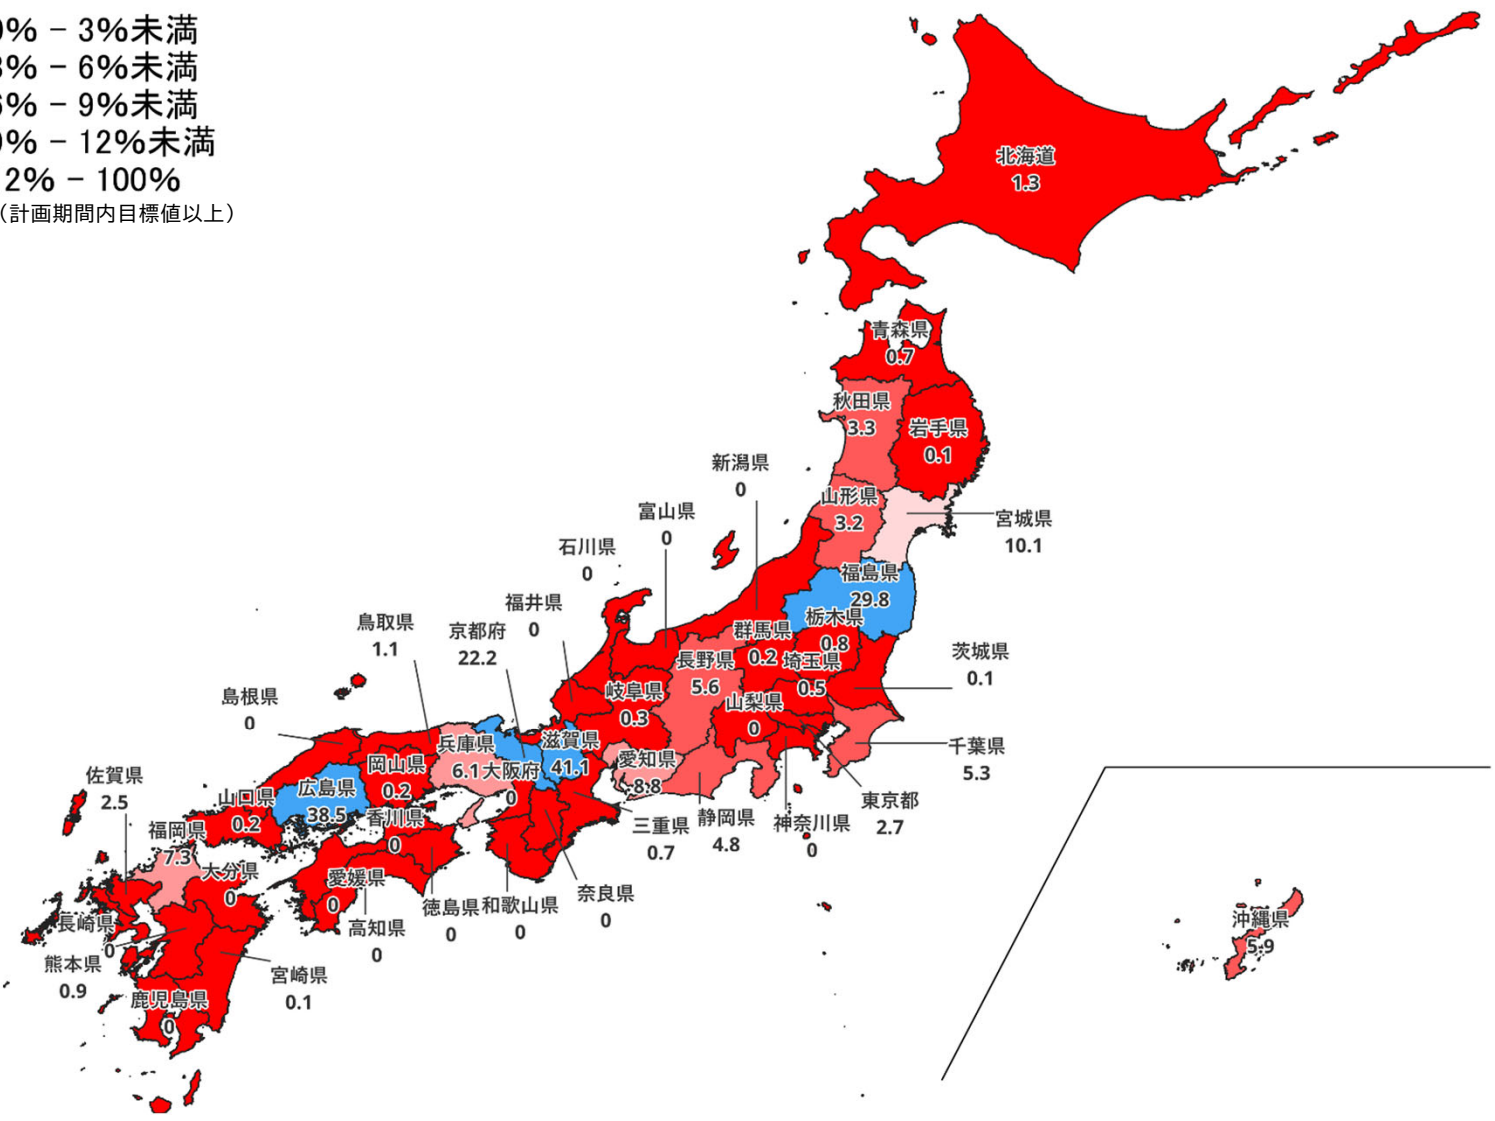 0% - 3%未満
3% - 6%未満
6% - 9%未満
9% - 12%未満
12% - 100%
（計画期間内目標値以上）
北海道
1.3
青森県
0.7
秋田県
3.3
岩手県
0.1
新潟県
0
山形県
3.2
富山県
0
宮城県
10.1
石川県
0
福島県
29.8
福井県
0
栃木県
0.8
鳥取県
1.1
京都府
22.2
群馬県
0.2
埼玉県
0.5
茨城県
0.1
長野県
5.6
島根県
0
岐阜県
0.3
山梨県
0
兵庫県
6.1
滋賀県
41.1
千葉県
5.3
岡山県
0.2
大阪府
0
愛知県
8.8
佐賀県
2.5
広島県
38.5
山口県
0.2
東京都
2.7
香川県
0
三重県
0.7
静岡県
4.8
神奈川県
0
福岡県
7.3
大分県
0
愛媛県
0
奈良県
0
徳島県
0
和歌山県
0
長崎県
0
高知県
0
沖縄県
5.9
熊本県
0.9
宮崎県
0.1
鹿児島県
0